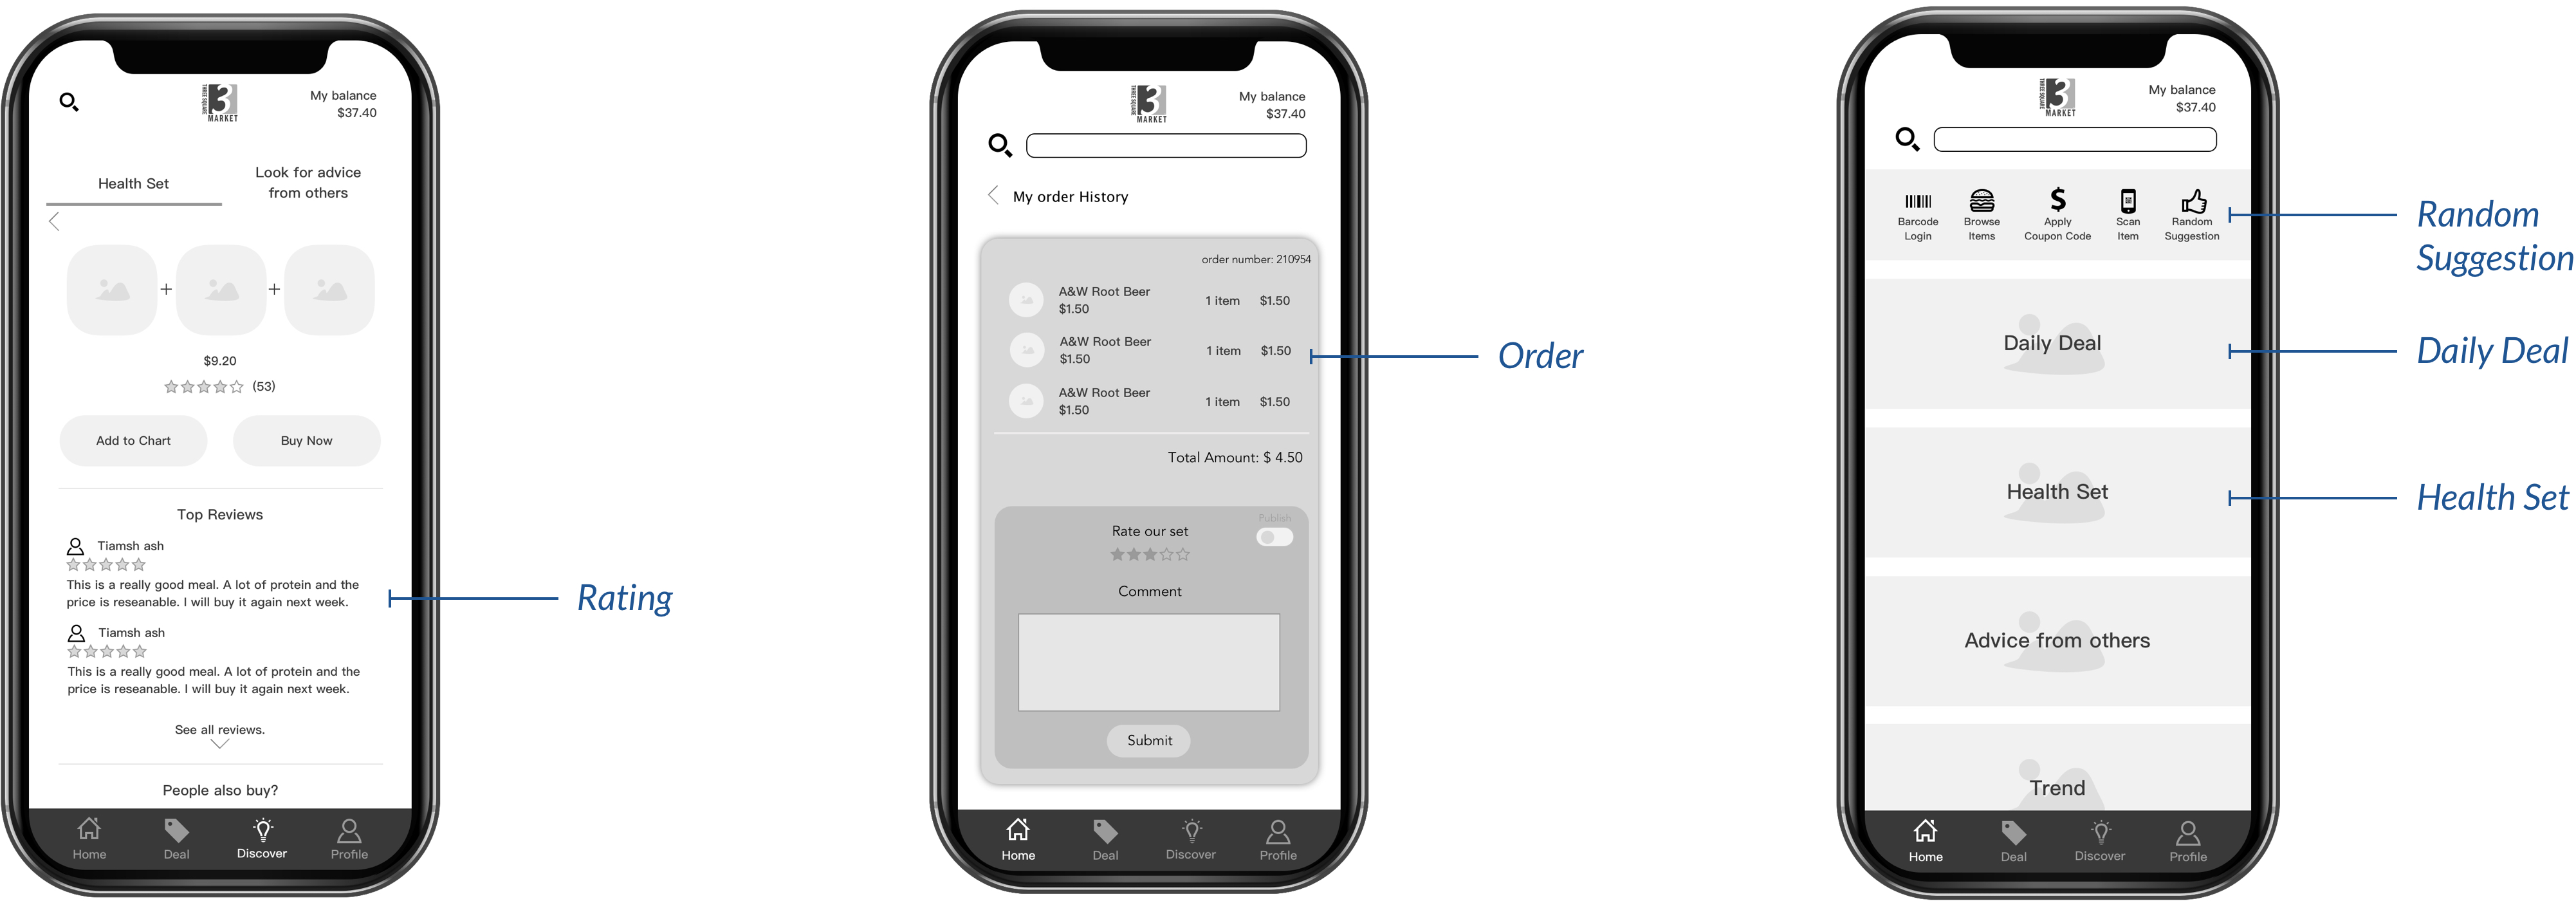 THREE SQUARE
3
MARKET
My balance
$37.40
Health Set
Look for advice
from others
+
+
$9.20
(53)
Add to Chart
Buy Now
Top Reviews
Tiamsh ash
This is a really good meal. A lot of protein and the
price is reseanable. I will buy it again next week.
Tiamsh ash
This is a really good meal. A lot of protein and the
price is reseanable. I will buy it again next week.
See all reviews.
People also buy?
Home
Deal
Discover
Profile
Rating
THREE SQUARE
3
MARKET
My balance
$37.40
My order History
order number: 210954
A&W Root Beer
$1.50
1 item
$1.50
A&W Root Beer
$1.50
1 item
$1.50
A&W Root Beer
$1.50
1 item
$1.50
Total Amount: $ 4.50
Rate our set
Publish
Comment
Submit
Home
Deal
Discover
Profile
Order
THREE SQUARE
3
MARKET
My balance
$37.40
Barcode
Login
Browse
Items
$
Apply
Coupon Code
Scan
Item
Random
Suggestion
Daily Deal
Health Set
Advice from others
Trend
Home
Deal
Discover
Profile
Random
Suggestion
Daily Deal
Health Set